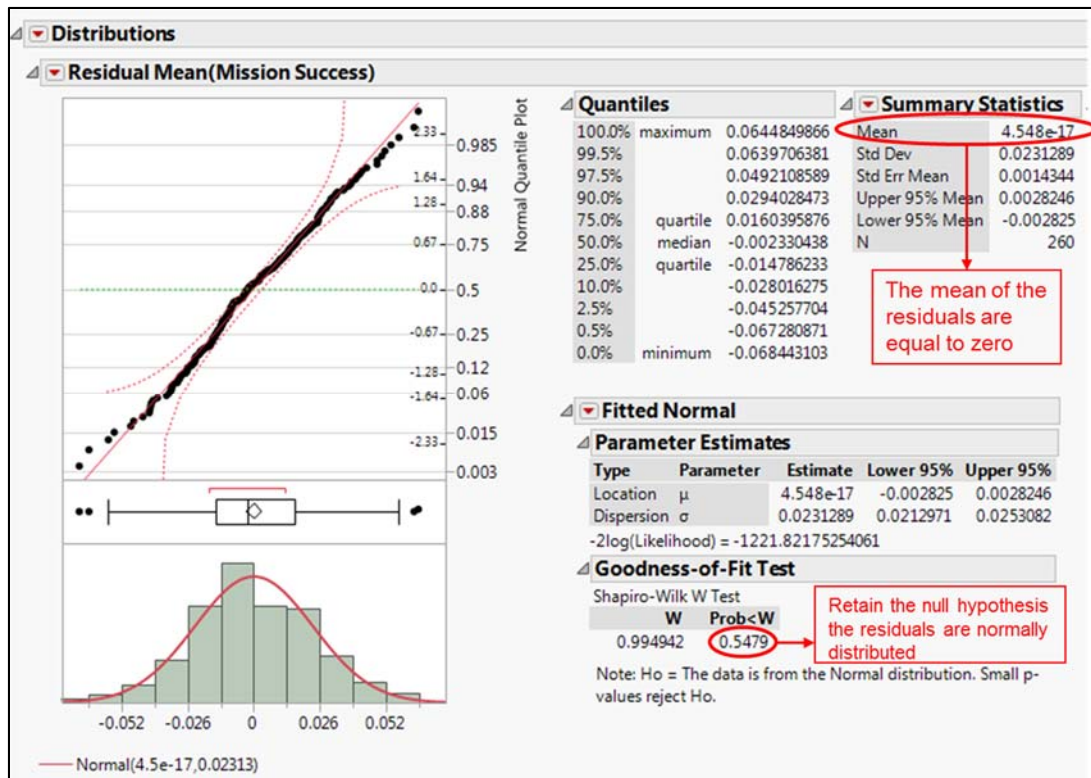 Distributions
Residual Mean(Mission Success)
Normal Quantile Plot
2.33
1.64
1.28
0.67
0.0
-0.67
-1.28
-1.64
-2.33
0.985
0.94
0.88
0.75
0.5
0.25
0.12
0.06
0.015
0.003
-0.052 -0.026 0 0.026 0.052
Normal(4.5e-17,0.02313)
Quantiles
100.0% maximum 0.0644849866
99.5% 0.0639706381
97.5% 0.0492108589
90.0% 0.0294028473
75.0% quartile 0.0160395876
50.0% median -0.002330438
25.0% quartile -0.014786233
10.0% -0.028016275
2.5% -0.045257704
0.5% -0.067280871
0.0% minimum -0.068443103
Summary Statistics
Mean 4.548e-17
Std Dev 0.0231289
Std Err Mean 0.0014344
Upper 95% Mean 0.0028246
Lower 95% Mean -0.002825
N 260
The mean of the
residuals are
equal to zero
Fitted Normal
Parameter Estimates
Type Parameter Estimate Lower 95% Upper 95%
Location μ 4.548e-17 -0.002825 0.0028246
Dispersion σ 0.0231289 0.0212971 0.0253082
-2log(Likelihood) = -1221.82175254061
Goodness-of-Fit Test
Shapiro-Wilk W Test
W Prob<W
0.994942 0.5479
Retain the null hypothesis
the residuals are normally
distributed
Note: Ho = The data is from the Normal distribution. Small p-
values reject Ho.